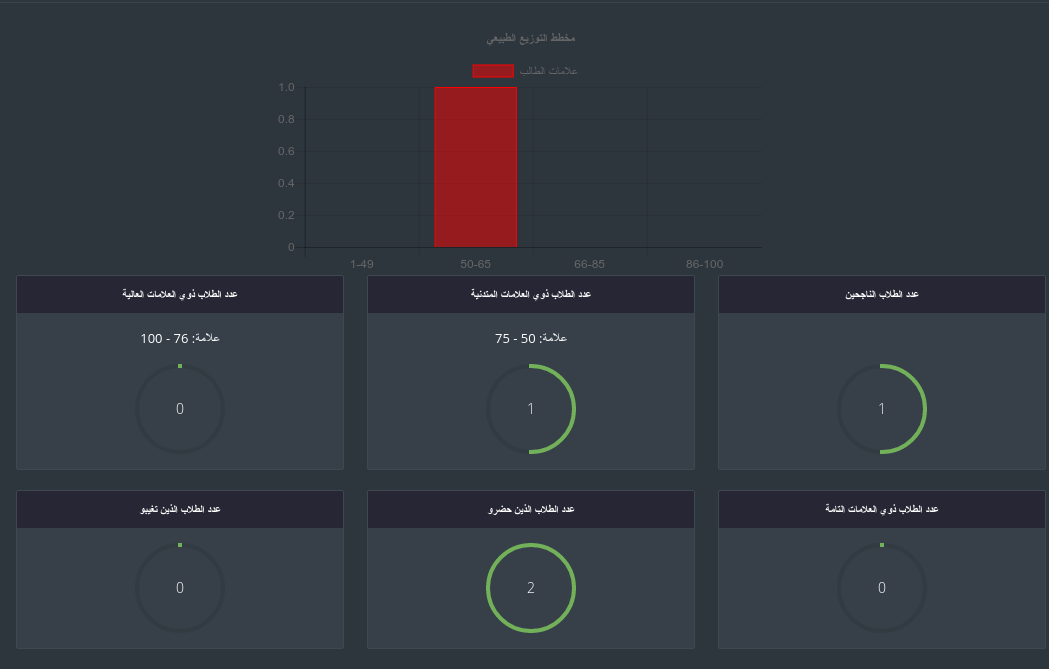 مخطط التوزيع الطبيعي
علامات الطالب
1.0
0.8
0.6
0.4
0.2
0
1-49
50-65
66-85
86-100
عدد الطلاب الناجحين
1
عدد الطلاب ذوي العلامات المتدنية
علامة: 50 - 75
1
عدد الطلاب ذوي العلامات العالية
علامة: 76 - 100
0
عدد الطلاب ذوي العلامات التامة
0
عدد الطلاب الذين حضرو
2
عدد الطلاب الذين تغيبو
0